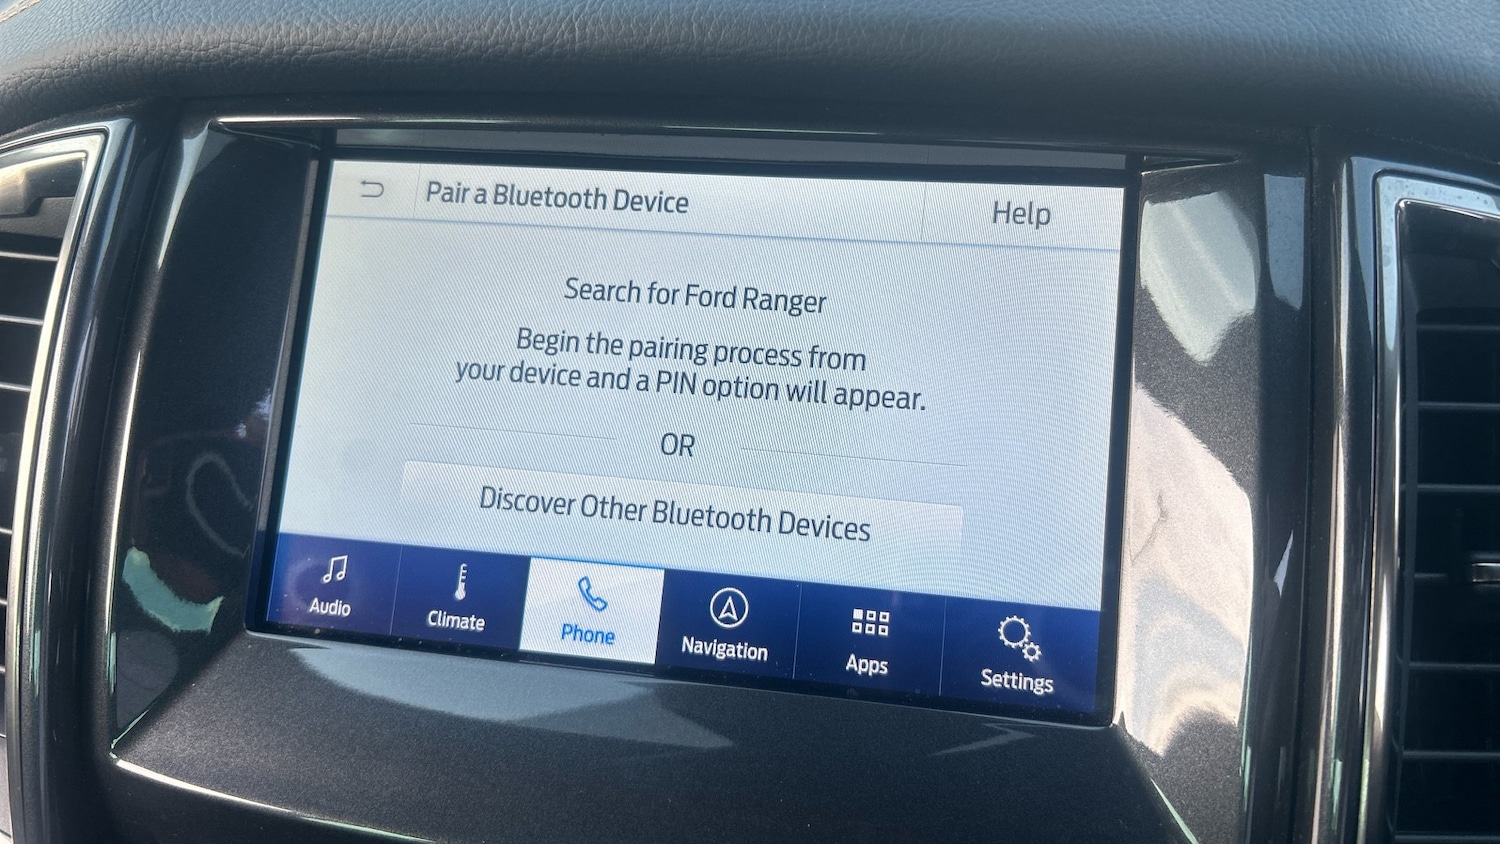 Pair a Bluetooth Device
Help
Search for Ford Ranger
Begin the pairing process from
your device and a PIN option will appear.
OR
Discover Other Bluetooth Devices
Audio
Climate
Phone
Navigation
Apps
Settings